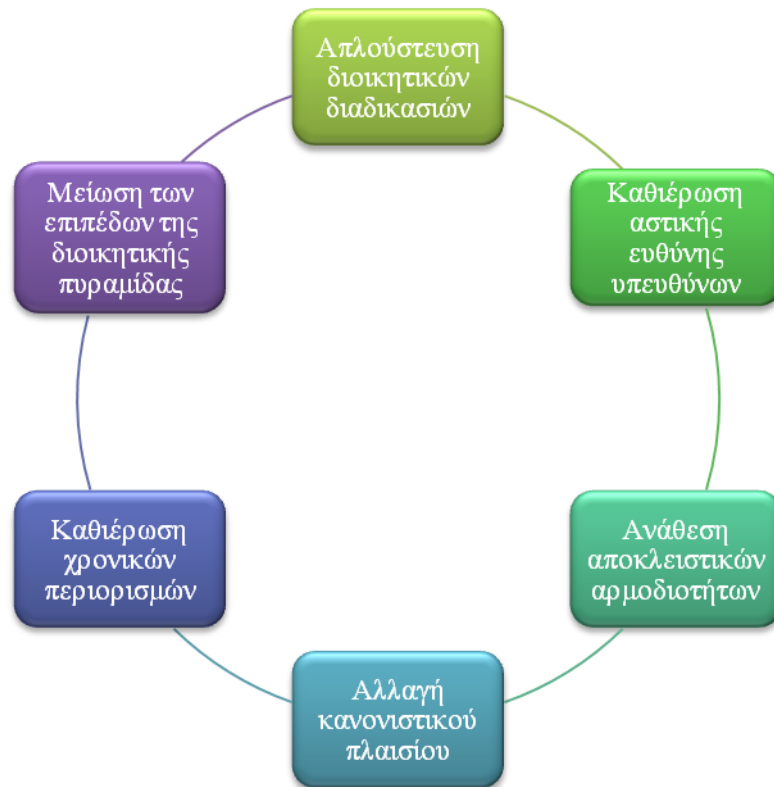 Απλούστευση
διοικητικών
διαδικασιών
Καθιέρωση
αστικής
ευθύνης
υπευθύνων
Ανάθεση
αποκλειστικών
αρμοδιοτήτων
Αλλαγή
κανονιστικού
πλαισίου
Καθιέρωση
χρονικών
περιορισμών
Μείωση των
επιπέδων της
διοικητικής
πυραμίδας